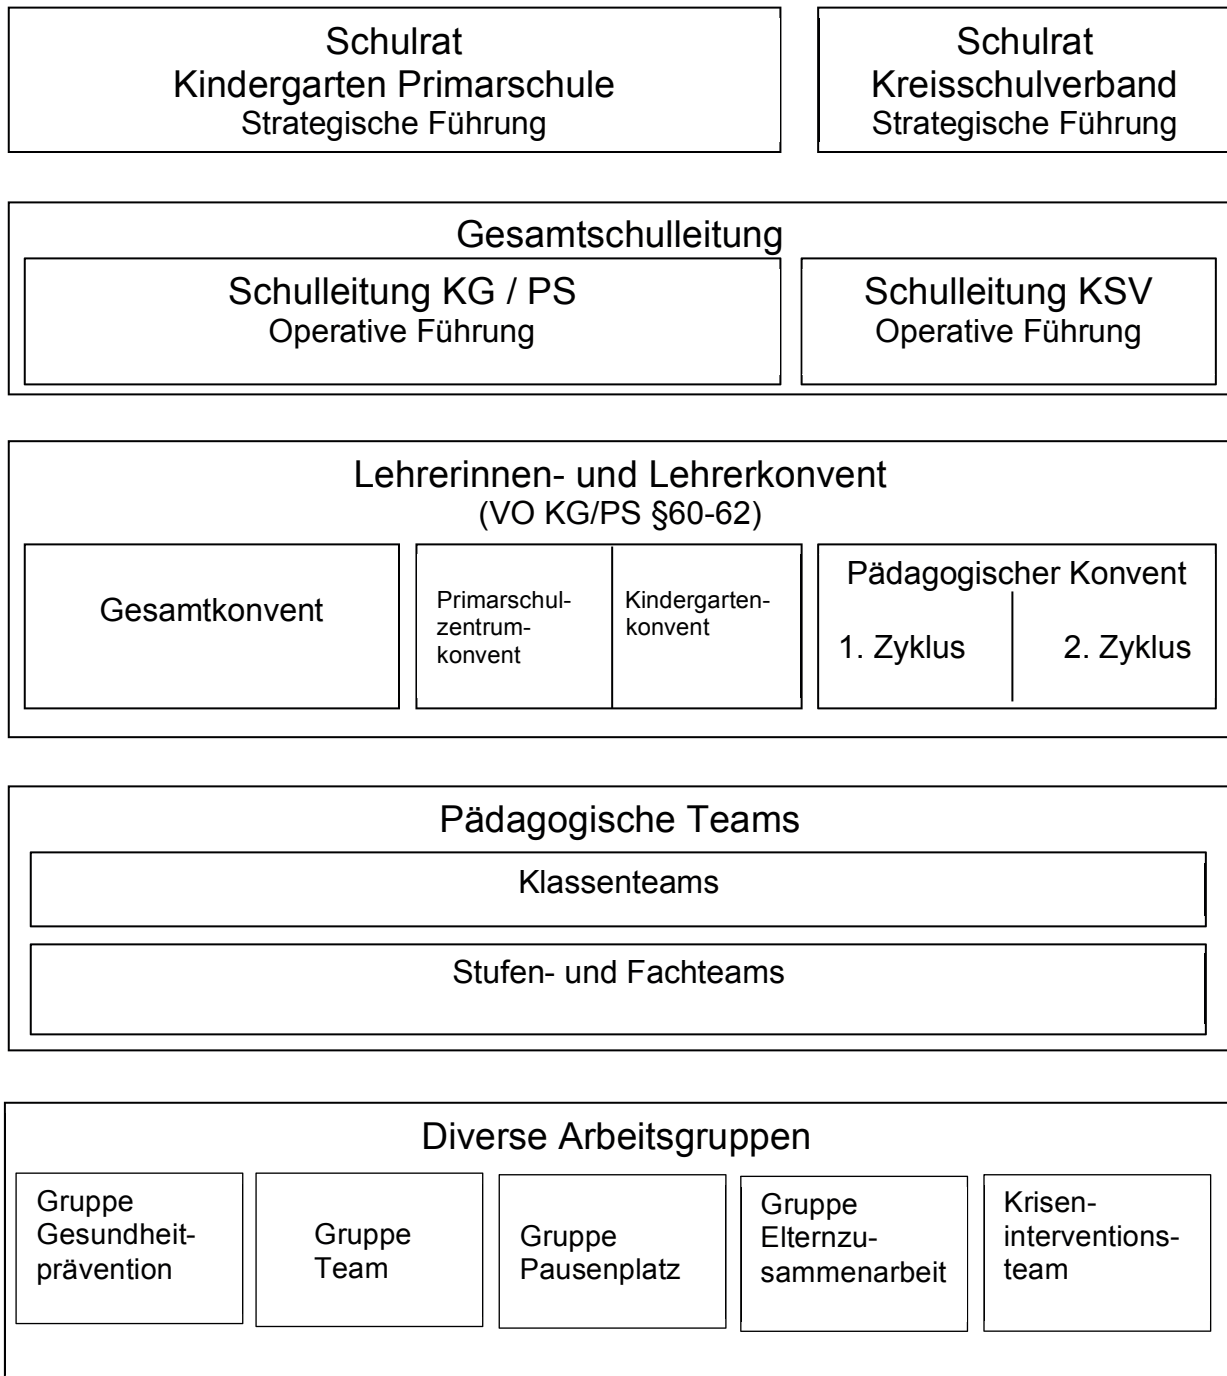 Schulrat
Kindergarten Primarschule
Strategische Führung
Schulrat
Kreisschulverband
Strategische Führung
Gesamtschulleitung
Schulleitung KG / PS
Operative Führung
Schulleitung KSV
Operative Führung
Lehrerinnen- und Lehrerkonvent
(VO KG/PS §60-62)
Gesamtkonvent
Primarschul-
zentrum-
konvent
Kindergarten-
konvent
Pädagogischer Konvent
1. Zyklus
2. Zyklus
Pädagogische Teams
Klassenteams
Stufen- und Fachteams
Diverse Arbeitsgruppen
Gruppe
Gesundheit-
prävention
Gruppe
Team
Gruppe
Pausenplatz
Gruppe
Elternzu-
sammenarbeit
Krisen-
interventions-
team